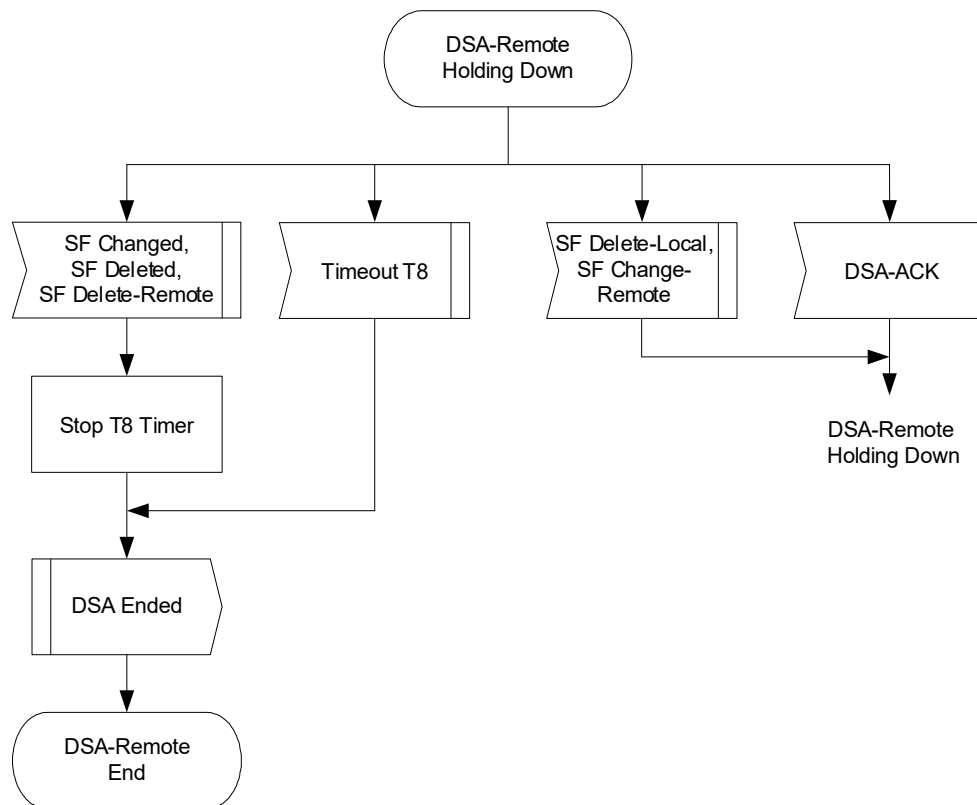 DSA-Remote
Holding Down
SF Changed,
SF Deleted,
SF Delete-Remote
Timeout T8
SF Delete-Local,
SF Change-
Remote
DSA-ACK
Stop T8 Timer
DSA-Remote
Holding Down
DSA Ended
DSA-Remote
End